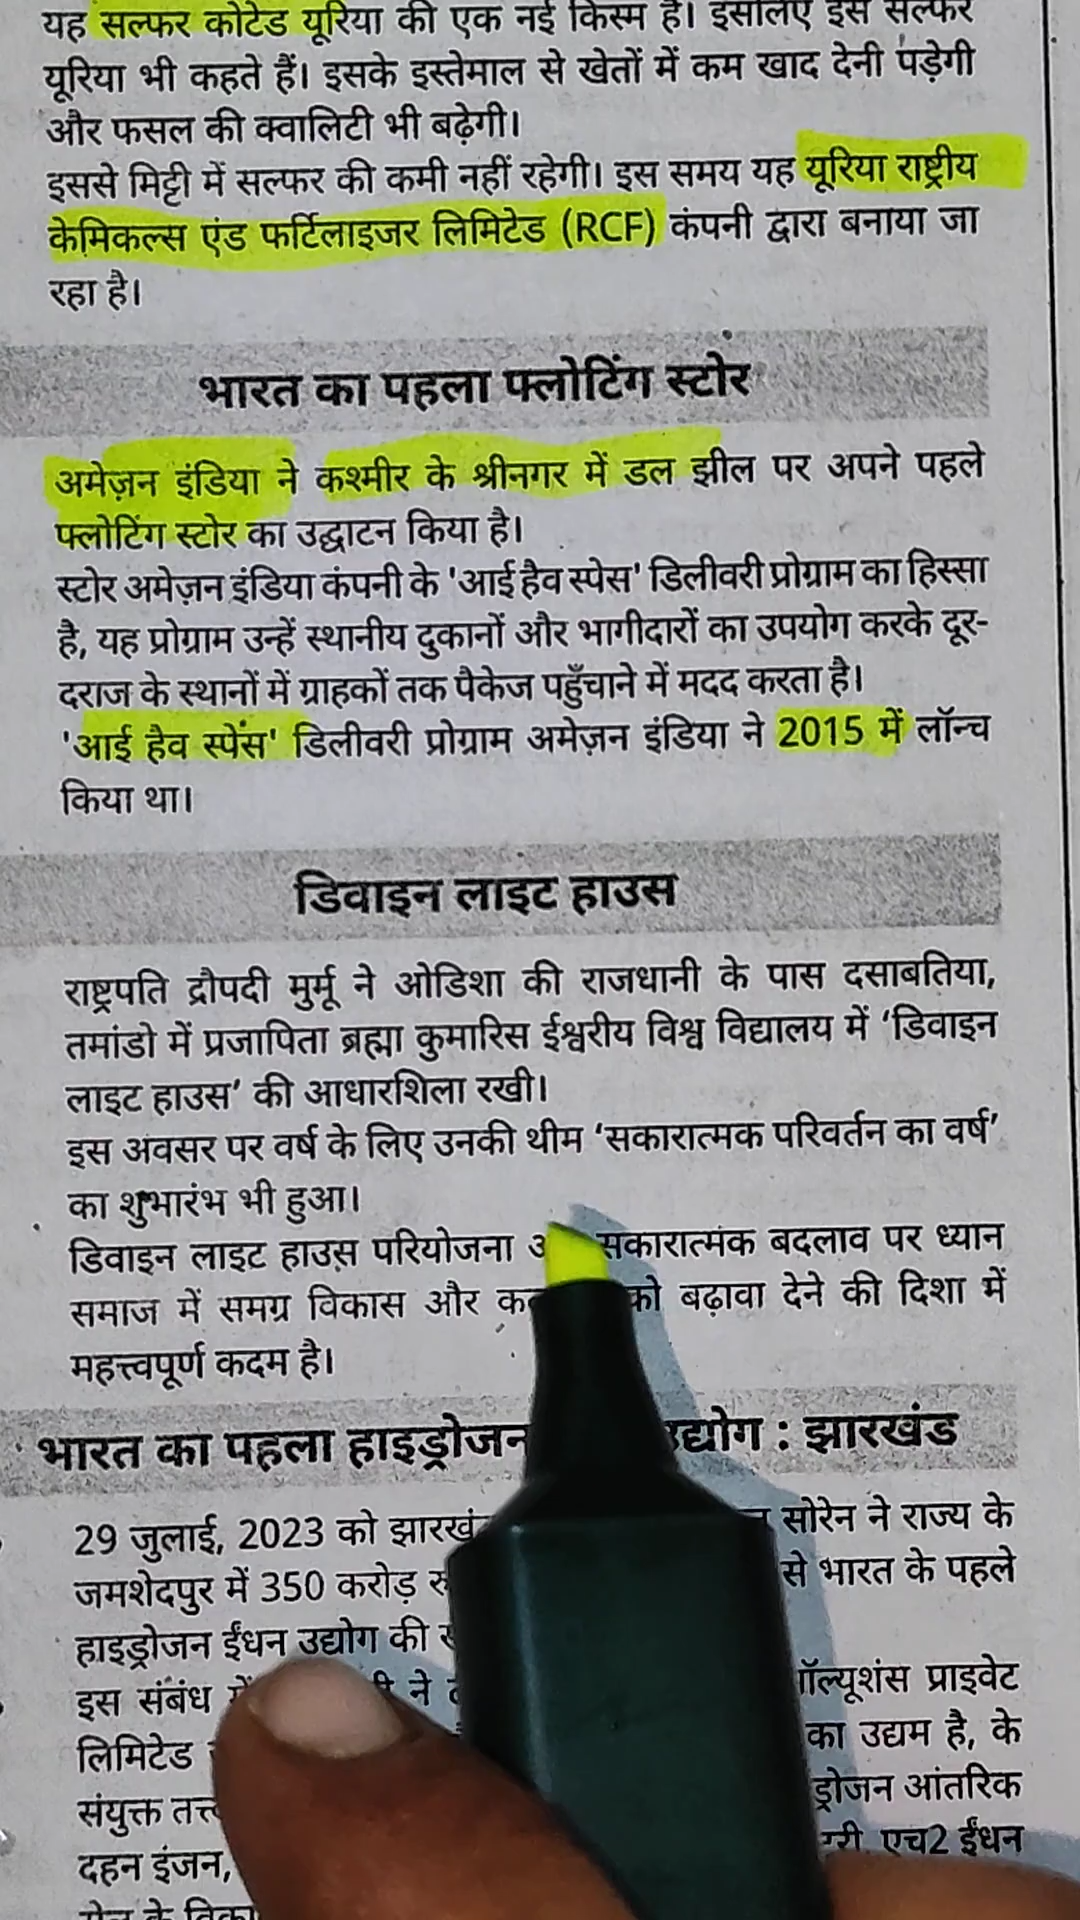 यह सल्फर कोटेड यूरिया की एक नई किस्म है। इसलिए इसे सल्फर
यूरिया भी कहते हैं। इसके इस्तेमाल से खेतों में कम खाद देनी पड़ेगी
और फसल की क्वालिटी भी बढ़ेगी।
इससे मिट्टी में सल्फर की कमी नहीं रहेगी। इस समय यह यूरिया राष्ट्रीय
केमिकल्स एंड फर्टिलाइजर लिमिटेड (RCF) कंपनी द्वारा बनाया जा
रहा है।
भारत का पहला फ्लोटिंग स्टोर
अमेज़न इंडिया ने कश्मीर के श्रीनगर में डल झील पर अपने पहले
फ्लोटिंग स्टोर का उद्घाटन किया है।
स्टोर अमेज़न इंडिया कंपनी के 'आई हैव स्पेस' डिलीवरी प्रोग्राम का हिस्सा
है, यह प्रोग्राम उन्हें स्थानीय दुकानों और भागीदारों का उपयोग करके दूर-
दराज के स्थानों में ग्राहकों तक पैकेज पहुँचाने में मदद करता है।
'आई हैव स्पेस' डिलीवरी प्रोग्राम अमेज़न इंडिया ने 2015 में लॉन्च
किया था।
डिवाइन लाइट हाउस
राष्ट्रपति द्रौपदी मुर्मू ने ओडिशा की राजधानी के पास दसाबतिया,
तमांडो में प्रजापिता ब्रह्मा कुमारिस ईश्वरीय विश्व विद्यालय में ‘डिवाइन
लाइट हाउस’ की आधारशिला रखी।
इस अवसर पर वर्ष के लिए उनकी थीम ‘सकारात्मक परिवर्तन का वर्ष’
का शुभारंभ भी हुआ।
डिवाइन लाइट हाउस परियोजना सकारात्मक बदलाव पर ध्यान
समाज में समग्र विकास और को बढ़ावा देने की दिशा में
महत्त्वपूर्ण कदम है।
भारत का पहला हाइड्रोजन उद्योग : झारखंड
29 जुलाई, 2023 को सोरेन ने राज्य के
जमशेदपुर में 350 करोड़ से भारत के पहले
हाइड्रोजन ईंधन उद्योग की
इस संबंध ने प्राइवेट
लिमिटेड का उद्यम है, के
संयुक्त आंतरिक
दहन इंजन, एच2 ईंधन